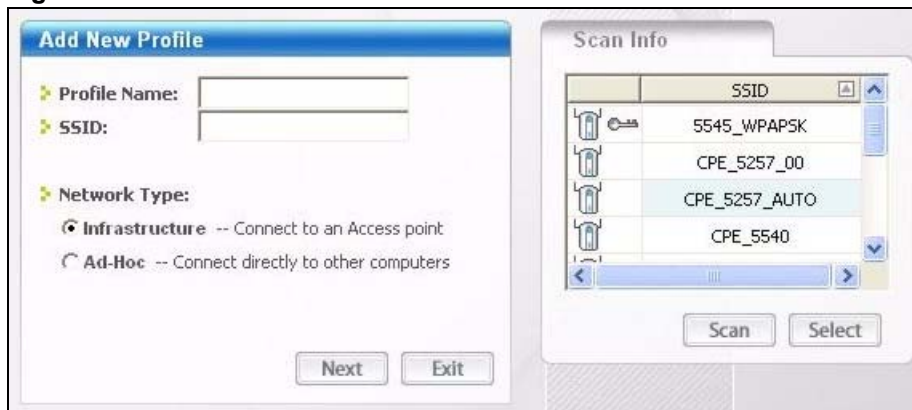 Add New Profile
Profile Name:
SSID:
Network Type:
Infrastructure -- Connect to an Access point
Ad-Hoc -- Connect directly to other computers
Next Exit
Scan Info
SSID
5545_WPAPSK
CPE_5257_00
CPE_5257_AUTO
CPE_5540
Scan Select